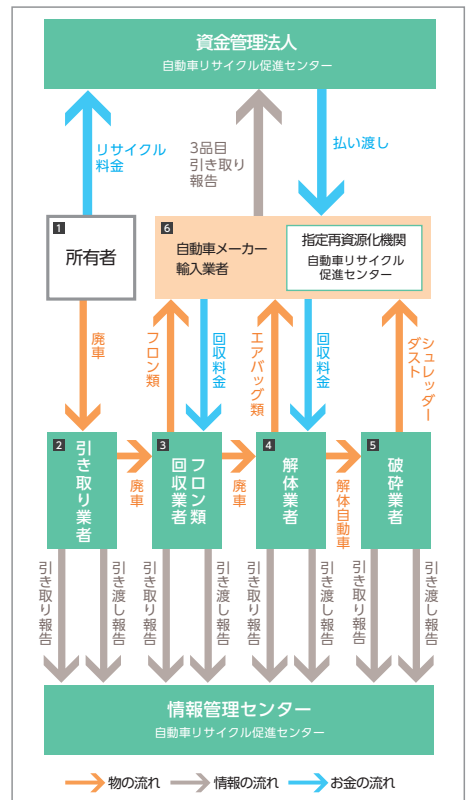 資金管理法人
自動車リサイクル促進センター
リサイクル
料金
3品目
引き取り
報告
払い渡し
1
所有者
6
自動車メーカー
輸入業者
指定再資源化機関
自動車リサイクル
促進センター
廃車
フロン類
回収料金
エアバッグ類
回収料金
シュレッダー
ダスト
2
引き取り業者
廃車
3
フロン類
回収業者
廃車
4
解体業者
解体自動車
5
破砕業者
引き取り報告
引き渡し報告
引き取り報告
引き渡し報告
引き取り報告
引き渡し報告
引き取り報告
引き渡し報告
情報管理センター
自動車リサイクル促進センター
物の流れ
情報の流れ
お金の流れ